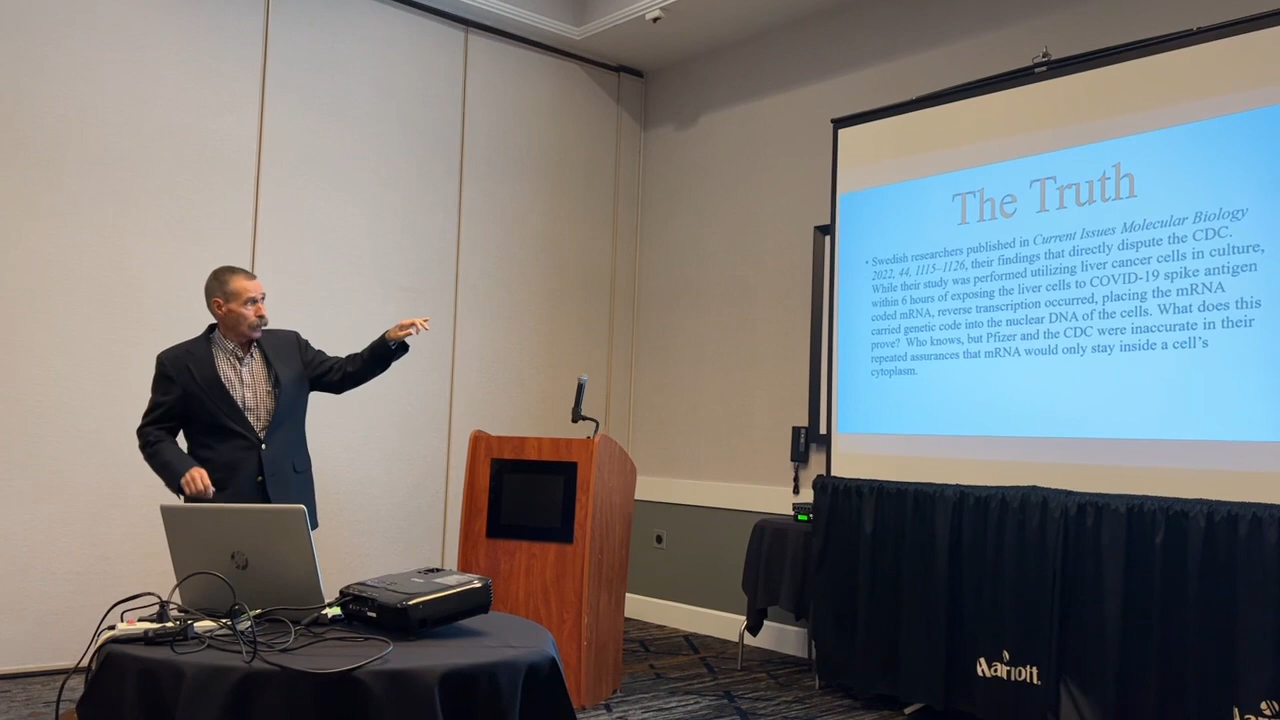 The Truth
• Swedish researchers published in Current Issues Molecular Biology
2022, 44, 1115–1126, their findings that directly dispute the CDC.
While their study was performed utilizing liver cancer cells in culture,
within 6 hours of exposing the liver cells to COVID-19 spike antigen
coded mRNA, reverse transcription occurred, placing the mRNA
carried genetic code into the nuclear DNA of the cells. What does this
prove? Who knows, but Pfizer and the CDC were inaccurate in their
repeated assurances that mRNA would only stay inside a cell's
cytoplasm.
hp
Marriott.